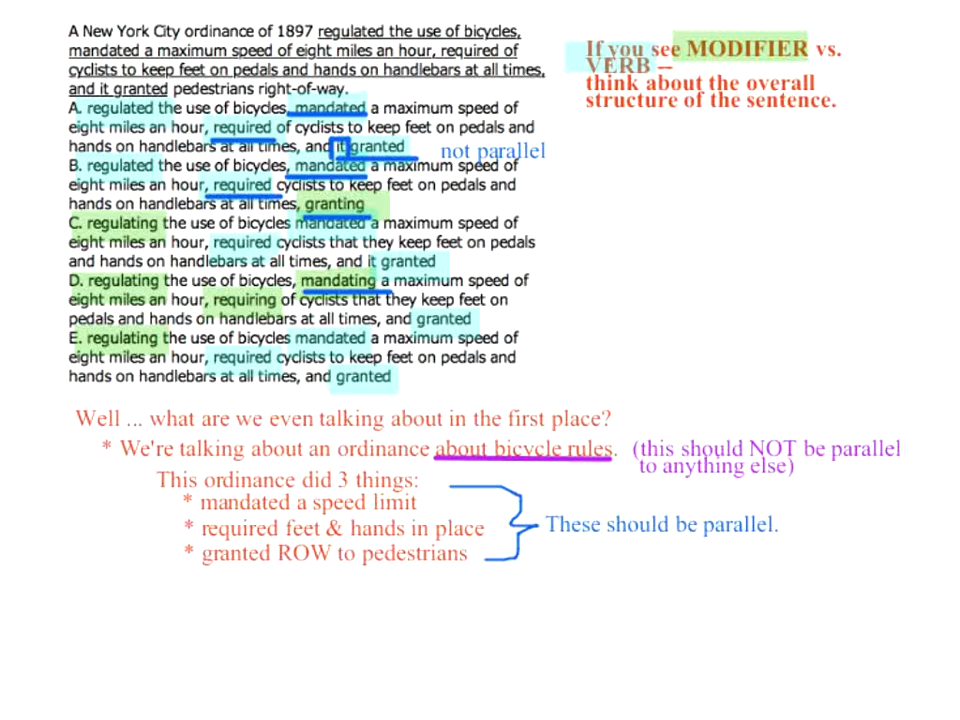 A New York City ordinance of 1897 regulated the use of bicycles,
mandated a maximum speed of eight miles an hour, required of
cyclists to keep feet on pedals and hands on handlebars at all times,
and it granted pedestrians right-of-way.
A. regulated the use of bicycles, mandated a maximum speed of
eight miles an hour, required of cyclists to keep feet on pedals and
hands on handlebars at all times, and it granted
not parallel
B. regulated the use of bicycles, mandated a maximum speed of
eight miles an hour, required cyclists to keep feet on pedals and
hands on handlebars at all times, granting
C. regulating the use of bicycles mandated a maximum speed of
eight miles an hour, required cyclists that they keep feet on pedals
and hands on handlebars at all times, and it granted
D. regulating the use of bicycles, mandating a maximum speed of
eight miles an hour, requiring of cyclists that they keep feet on
pedals and hands on handlebars at all times, and granted
E. regulating the use of bicycles mandated a maximum speed of
eight miles an hour, required cyclists to keep feet on pedals and
hands on handlebars at all times, and granted
If you see MODIFIER vs.
VERB --
think about the overall
structure of the sentence.
Well ... what are we even talking about in the first place?
* We're talking about an ordinance about bicycle rules. (this should NOT be parallel
to anything else)
This ordinance did 3 things:
* mandated a speed limit
* required feet & hands in place
* granted ROW to pedestrians
These should be parallel.